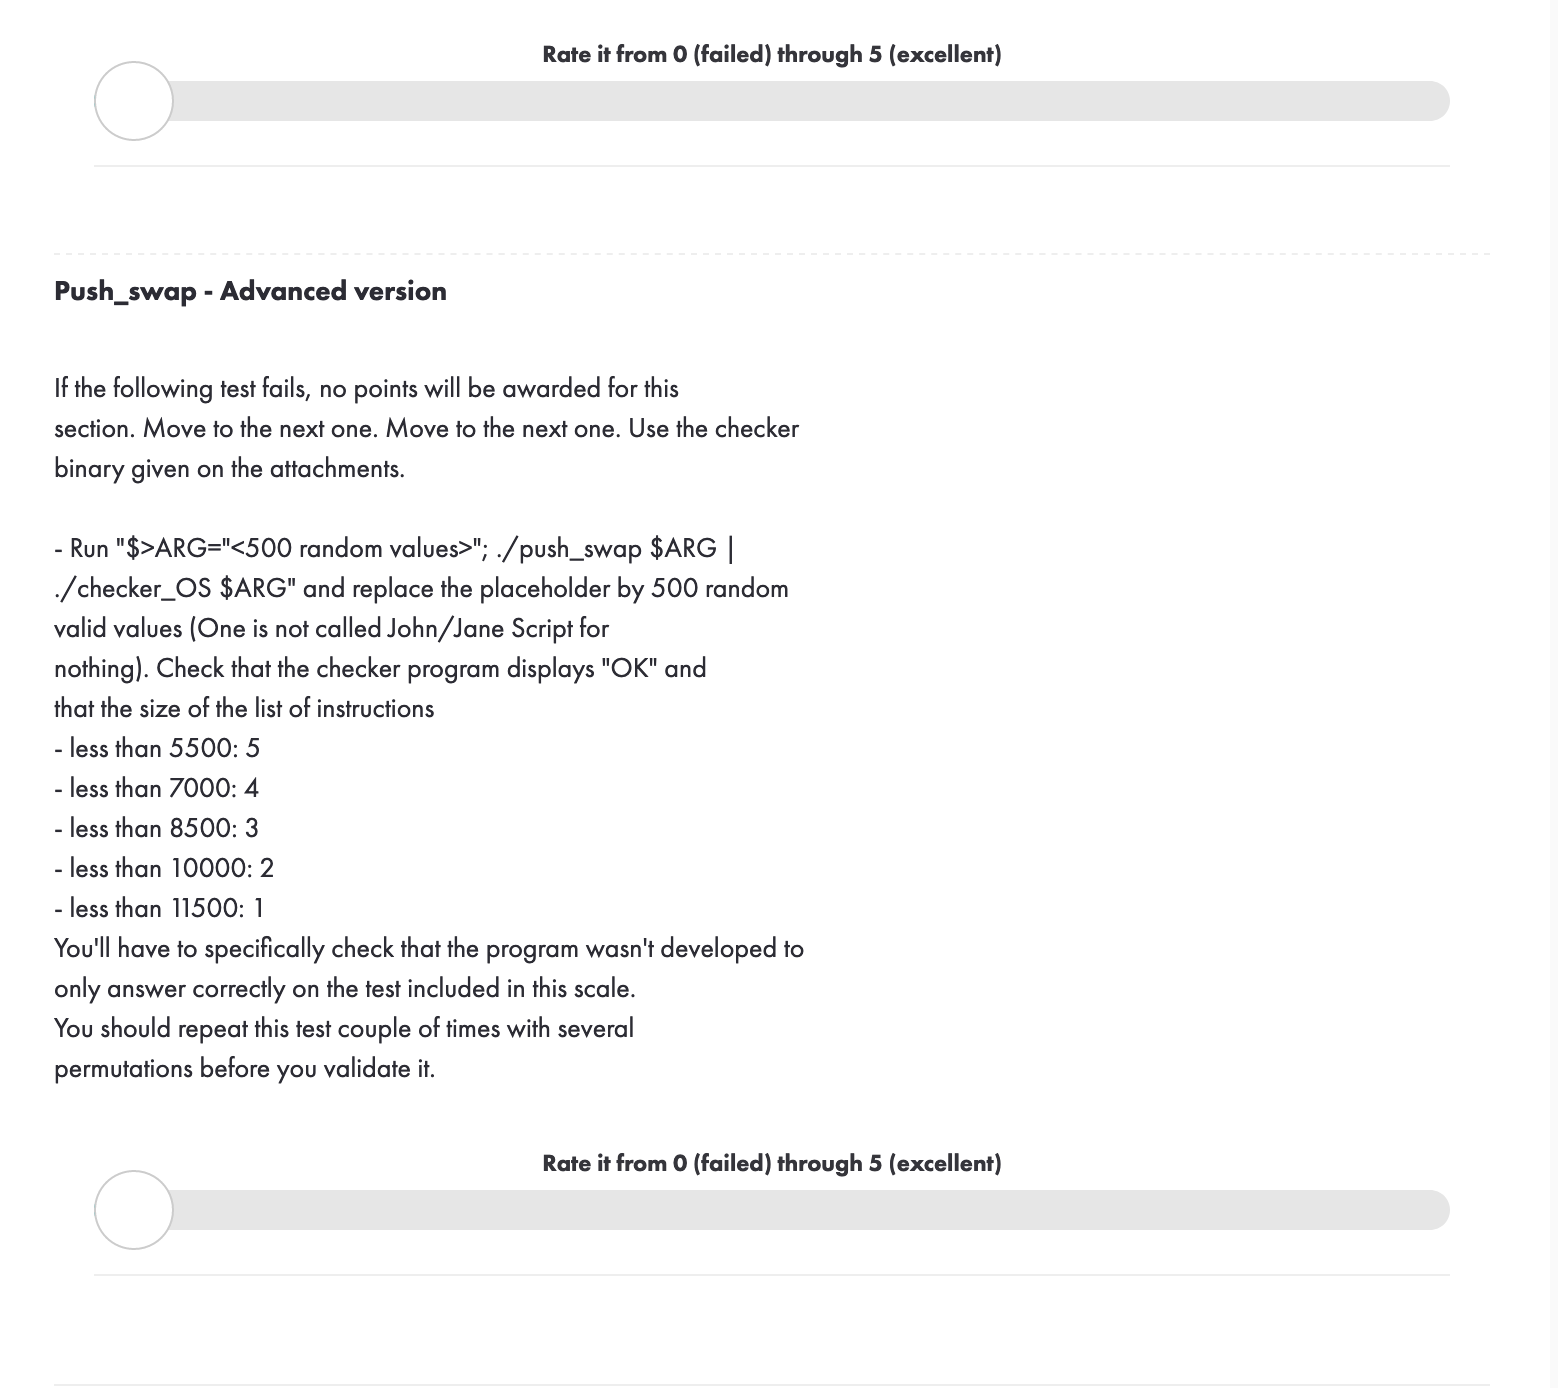 Rate it from 0 (failed) through 5 (excellent)
Push_swap - Advanced version
If the following test fails, no points will be awarded for this
section. Move to the next one. Move to the next one. Use the checker
binary given on the attachments.
- Run "$>ARG="<500 random values>"; ./push_swap $ARG |
./checker_OS $ARG" and replace the placeholder by 500 random
valid values (One is not called John/Jane Script for
nothing). Check that the checker program displays "OK" and
that the size of the list of instructions
- less than 5500: 5
- less than 7000: 4
- less than 8500: 3
- less than 10000: 2
- less than 11500: 1
You'll have to specifically check that the program wasn't developed to
only answer correctly on the test included in this scale.
You should repeat this test couple of times with several
permutations before you validate it.
Rate it from 0 (failed) through 5 (excellent)